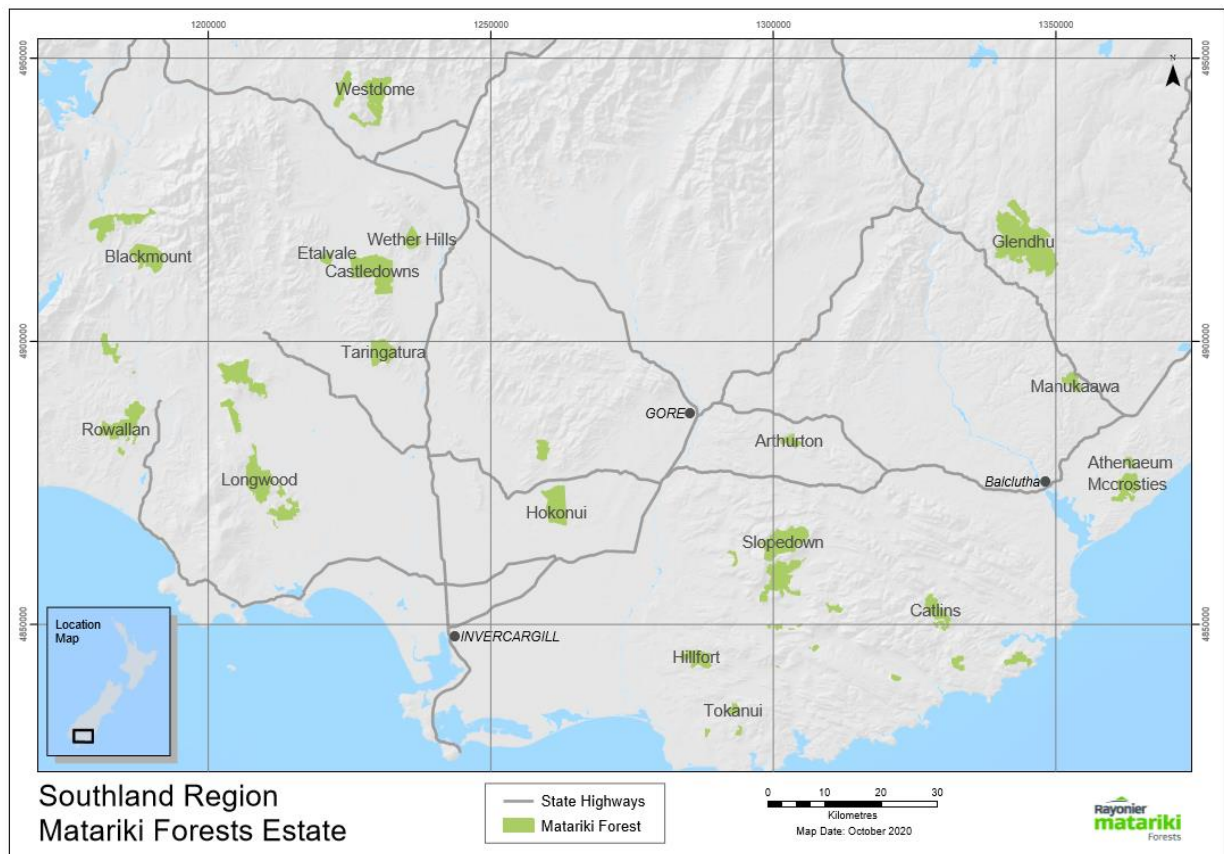 1200000
1250000
1300000
1350000
4950000
4950000
N
Westdome
Wether Hills
Etalvale
Castledowns
Blackmount
Glendhu
4900000
4900000
Taringatura
Manukaawa
GORE
Rowallan
Arthurton
Athenaeum
Mccrosties
Longwood
Balclutha
Hokonui
Slopedown
Catlins
4850000
4850000
INVERCARGILL
Hillfort
Tokanui
Location
Map
Southland Region
Matariki Forests Estate
State Highways
Matariki Forest
0 10 20 30
Kilometres
Map Date: October 2020
Rayonier
matariki
Forests